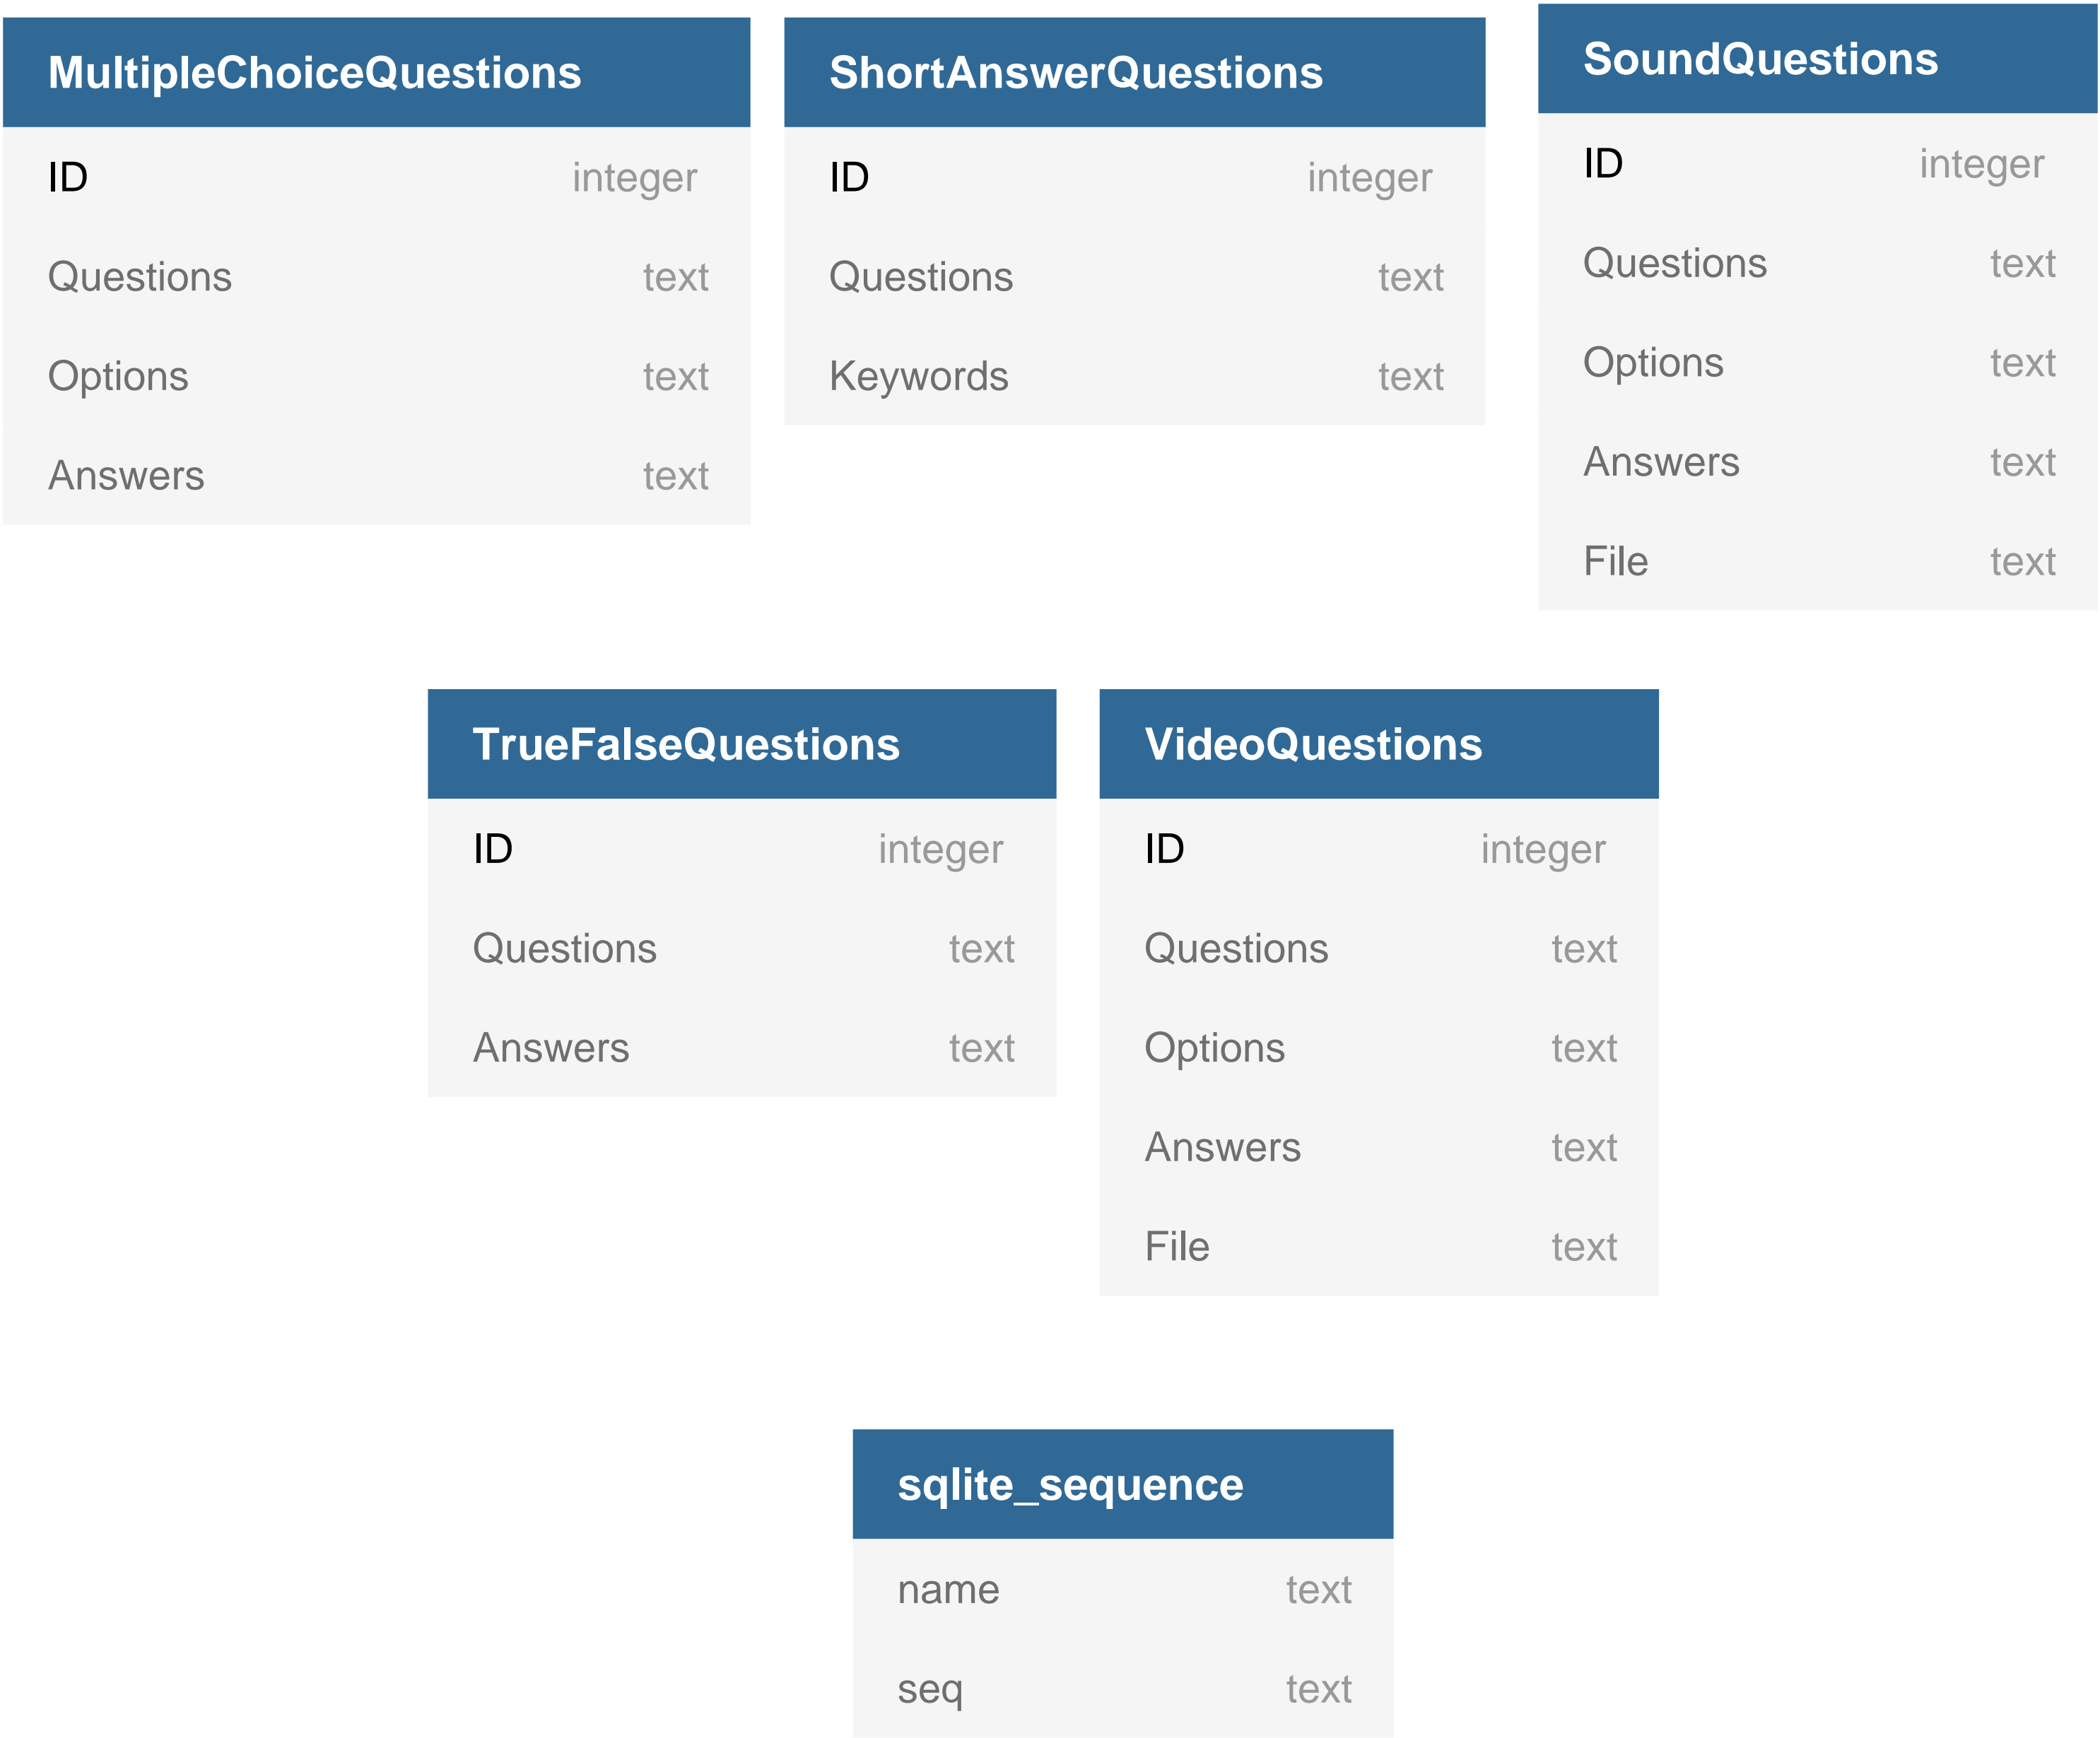 MultipleChoiceQuestions
ID integer
Questions text
Options text
Answers text
ShortAnswerQuestions
ID integer
Questions text
Keywords text
SoundQuestions
ID integer
Questions text
Options text
Answers text
File text
TrueFalseQuestions
ID integer
Questions text
Answers text
VideoQuestions
ID integer
Questions text
Options text
Answers text
File text
sqlite_sequence
name text
seq text